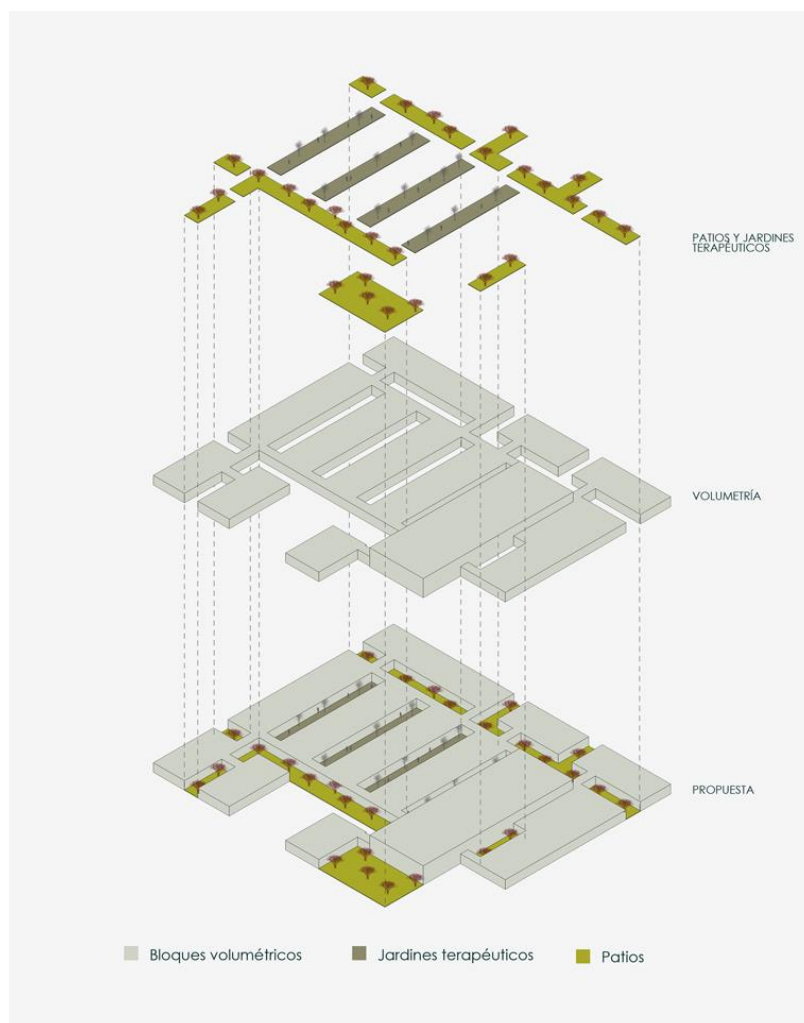 PATIOS Y JARDINES
TERAPÉUTICOS
VOLUMETRÍA
PROPUESTA
Bloques volumétricos
Jardines terapéuticos
Patios